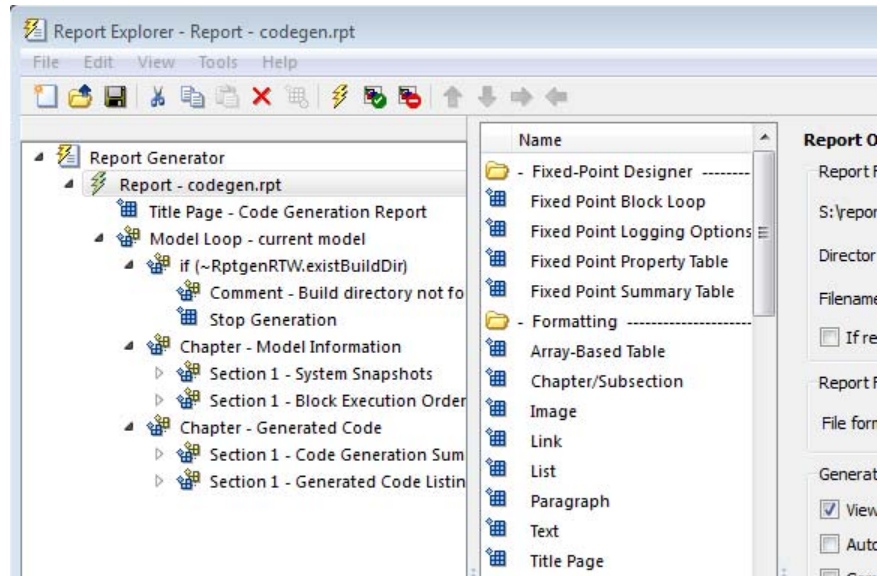 Report Explorer - Report - codegen.rpt
File Edit View Tools Help
Report Generator
Report - codegen.rpt
Title Page - Code Generation Report
Model Loop - current model
if (~RptgenRTW.existBuildDir)
Comment - Build directory not fo
Stop Generation
Chapter - Model Information
Section 1 - System Snapshots
Section 1 - Block Execution Order
Chapter - Generated Code
Section 1 - Code Generation Sum
Section 1 - Generated Code Listin
Name
- Fixed-Point Designer --------
Fixed Point Block Loop
Fixed Point Logging Options
Fixed Point Property Table
Fixed Point Summary Table
- Formatting --------------------
Array-Based Table
Chapter/Subsection
Image
Link
List
Paragraph
Text
Title Page
Report O
Report F
S:\repor
Director
Filename
If re
Report F
File form
Generat
View
Auto